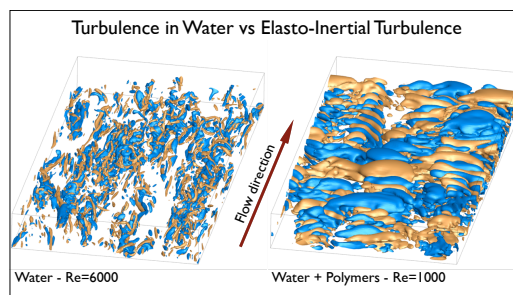 Turbulence in Water vs Elasto-Inertial Turbulence
Flow direction
Water - Re=6000
Water + Polymers - Re=1000